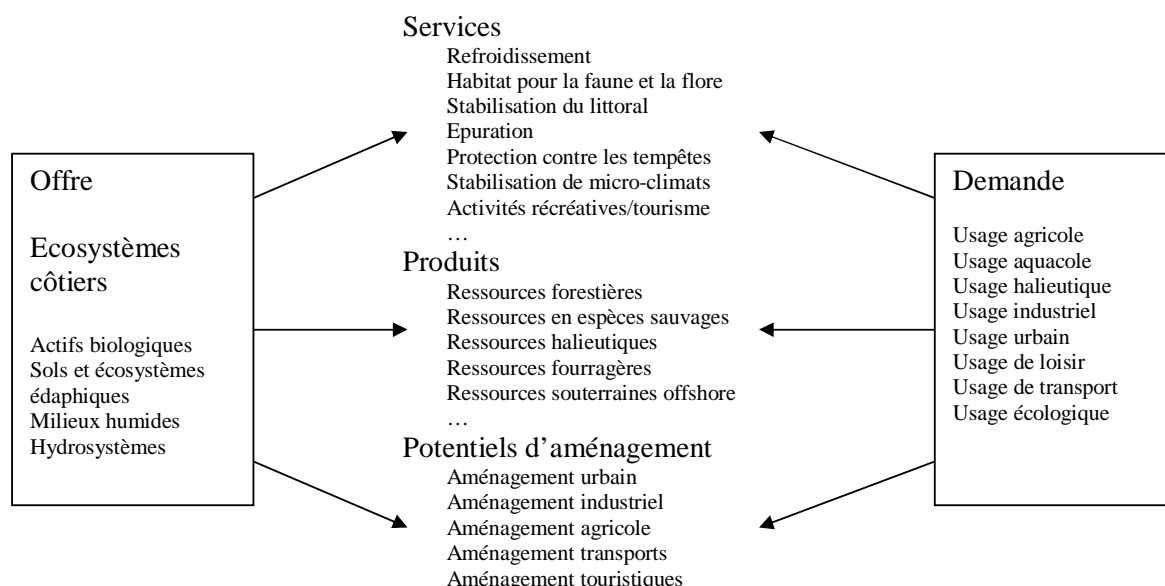 Services
Refroidissement
Habitat pour la faune et la flore
Stabilisation du littoral
Epuration
Protection contre les tempêtes
Stabilisation de micro-climats
Activités récréatives/tourisme
…
Offre
Ecosystèmes
côtiers
Actifs biologiques
Sols et écosystèmes
édaphiques
Milieux humides
Hydrosystèmes
Produits
Ressources forestières
Ressources en espèces sauvages
Ressources halieutiques
Ressources fourragères
Ressources souterraines offshore
…
Potentiels d’aménagement
Aménagement urbain
Aménagement industriel
Aménagement agricole
Aménagement transports
Aménagement touristiques
Demande
Usage agricole
Usage aquacole
Usage halieutique
Usage industriel
Usage urbain
Usage de loisir
Usage de transport
Usage écologique